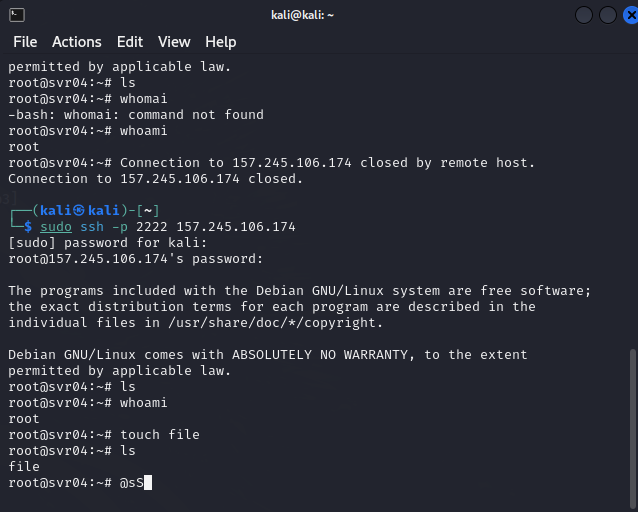 kali@kali: ~
File Actions Edit View Help
permitted by applicable law.
root@svr04:~# ls
root@svr04:~# whomai
-bash: whomai: command not found
root@svr04:~# whoami
root
root@svr04:~# Connection to 157.245.106.174 closed by remote host.
Connection to 157.245.106.174 closed.
┌──(kali㉿kali)-[~]
└─$ sudo ssh -p 2222 157.245.106.174
[sudo] password for kali:
root@157.245.106.174's password:
The programs included with the Debian GNU/Linux system are free software;
the exact distribution terms for each program are described in the
individual files in /usr/share/doc/*/copyright.
Debian GNU/Linux comes with ABSOLUTELY NO WARRANTY, to the extent
permitted by applicable law.
root@svr04:~# ls
root@svr04:~# whoami
root
root@svr04:~# touch file
root@svr04:~# ls
file
root@svr04:~# @sS